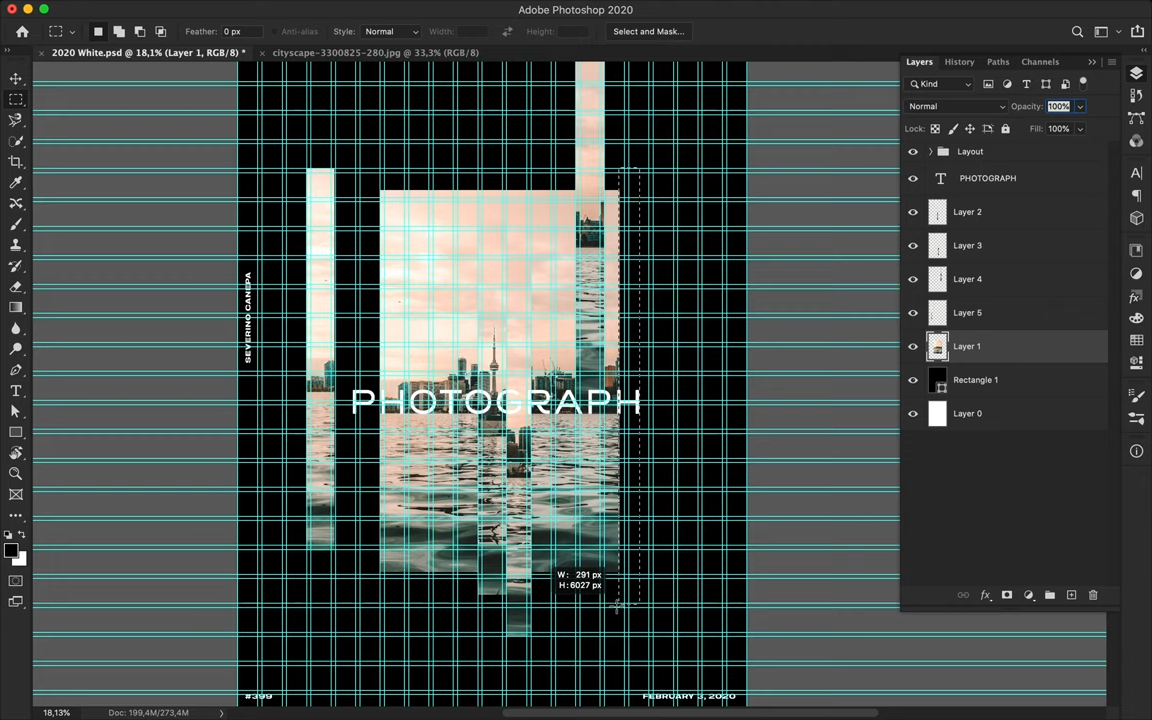 Adobe Photoshop 2020
Feather: 0 px
Anti-alias
Style: Normal
Width:
Height:
Select and Mask...
2020 White.psd @ 18,1% (Layer 1, RGB/8) *
cityscape-3300825-280.jpg @ 33,3% (RGB/8)
Layers
History
Paths
Channels
Kind
Normal
Opacity: 100%
Lock:
Fill: 100%
Layout
T PHOTOGRAPH
Layer 2
Layer 3
Layer 4
Layer 5
Layer 1
Rectangle 1
Layer 0
SEVERINO CANEPA
PHOTOGRAPH
W: 291 px
H: 6027 px
#399
FEBRUARY 3, 2020
18,13%
Doc: 199,4M/273,4M